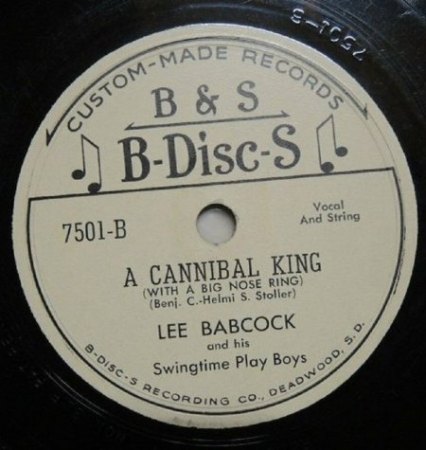 7501-B
CUSTOM-MADE RECORDS
B & S
B-Disc-S
7501-B
Vocal
And String
A CANNIBAL KING
(WITH A BIG NOSE RING)
(Benj. C.-Helmi S. Stoller)
LEE BABCOCK
and his
Swingtime Play Boys
B-DISC-S RECORDING CO., DEADWOOD, S.D.